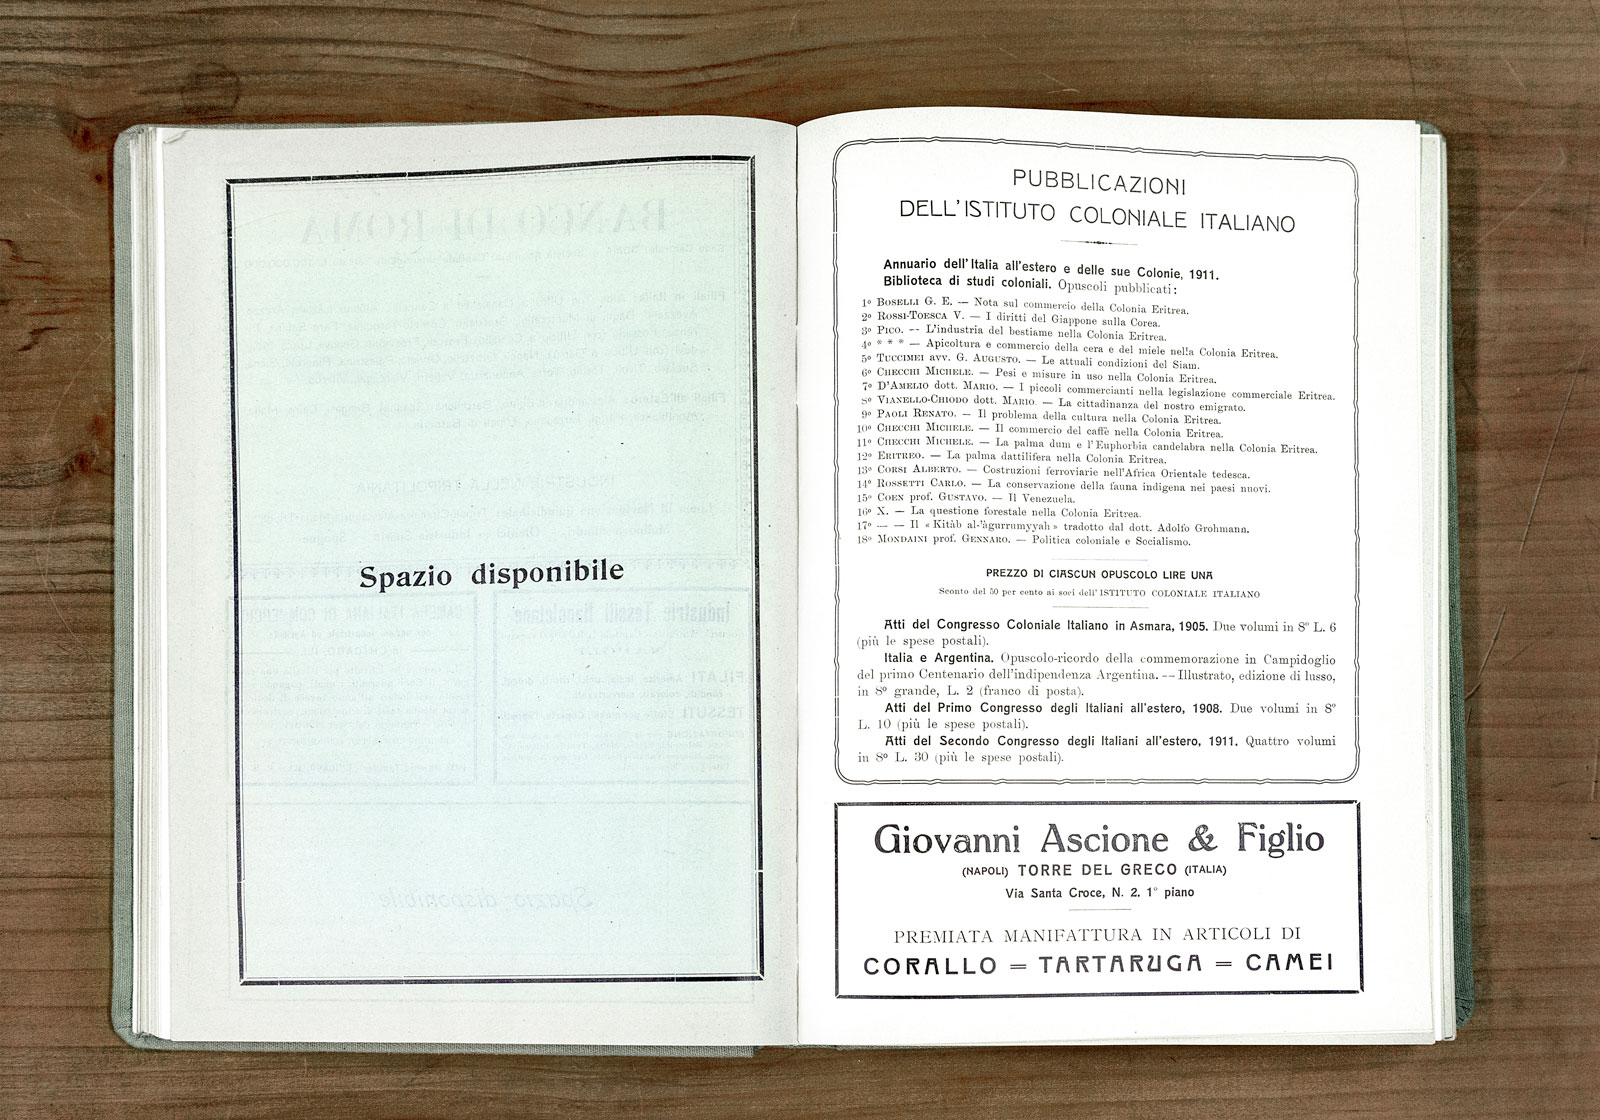 Spazio disponibile
PUBBLICAZIONI
DELL'ISTITUTO COLONIALE ITALIANO
Annuario dell'Italia all'estero e delle sue Colonie, 1911.
Biblioteca di studi coloniali. Opuscoli pubblicati:
1º BOSELLI G. E. — Nota sul commercio della Colonia Eritrea.
2º ROSSI-TOESCA V. — I diritti del Giappone sulla Corea.
3º PICO. -- L'industria del bestiame nella Colonia Eritrea.
4º * * * — Apicoltura e commercio della cera e del miele nella Colonia Eritrea.
5º TUCCIMEI avv. G. AUGUSTO. — Le attuali condizioni del Siam.
6º CHECCHI MICHELE. — Pesi e misure in uso nella Colonia Eritrea.
7º D'AMELIO dott. MARIO. — I piccoli commercianti nella legislazione commerciale Eritrea.
8º VIANELLO-CHIODO dott. MARIO. — La cittadinanza del nostro emigrato.
9º PAOLI RENATO. — Il problema della cultura nella Colonia Eritrea.
10º CHECCHI MICHELE. — Il commercio del caffè nella Colonia Eritrea.
11º CHECCHI MICHELE. — La palma dum e l'Euphorbia candelabra nella Colonia Eritrea.
12º ERITREO. — La palma dattilifera nella Colonia Eritrea.
13º CORSI ALBERTO. — Costruzioni ferroviarie nell'Africa Orientale tedesca.
14º ROSSETTI CARLO. — La conservazione della fauna indigena nei paesi nuovi.
15º COEN prof. GUSTAVO. — Il Venezuela.
16º X. — La questione forestale nella Colonia Eritrea.
17º — — Il « Kitàb al-'àgurrumyyah » tradotto dal dott. Adolfo Grohmann.
18º MONDAINI prof. GENNARO. — Politica coloniale e Socialismo.
PREZZO DI CIASCUN OPUSCOLO LIRE UNA
Sconto del 50 per cento ai soci dell'ISTITUTO COLONIALE ITALIANO
Atti del Congresso Coloniale Italiano in Asmara, 1905. Due volumi in 8º L. 6
(più le spese postali).
Italia e Argentina. Opuscolo-ricordo della commemorazione in Campidoglio
del primo Centenario dell'indipendenza Argentina. -- Illustrato, edizione di lusso,
in 8º grande, L. 2 (franco di posta).
Atti del Primo Congresso degli Italiani all'estero, 1908. Due volumi in 8º
L. 10 (più le spese postali).
Atti del Secondo Congresso degli Italiani all'estero, 1911. Quattro volumi
in 8º L. 30 (più le spese postali).
Giovanni Ascione & Figlio
(NAPOLI) TORRE DEL GRECO (ITALIA)
Via Santa Croce, N. 2. 1º piano
PREMIATA MANIFATTURA IN ARTICOLI DI
CORALLO = TARTARUGA = CAMEI